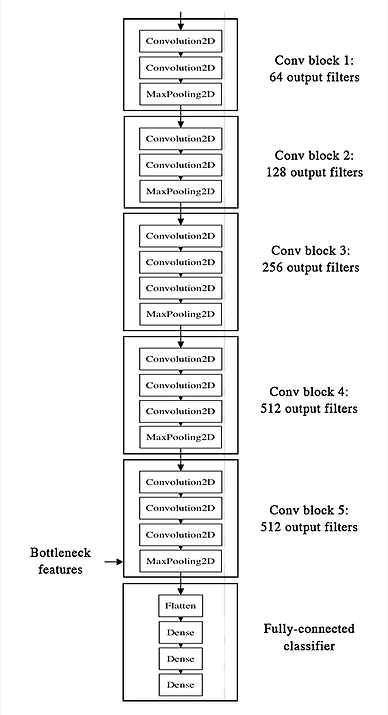 Convolution2D
Convolution2D
MaxPooling2D
Conv block 1:
64 output filters
Convolution2D
Convolution2D
MaxPooling2D
Conv block 2:
128 output filters
Convolution2D
Convolution2D
Convolution2D
MaxPooling2D
Conv block 3:
256 output filters
Convolution2D
Convolution2D
Convolution2D
MaxPooling2D
Conv block 4:
512 output filters
Convolution2D
Convolution2D
Convolution2D
MaxPooling2D
Conv block 5:
512 output filters
Bottleneck
features
Flatten
Dense
Dense
Dense
Fully-connected
classifier